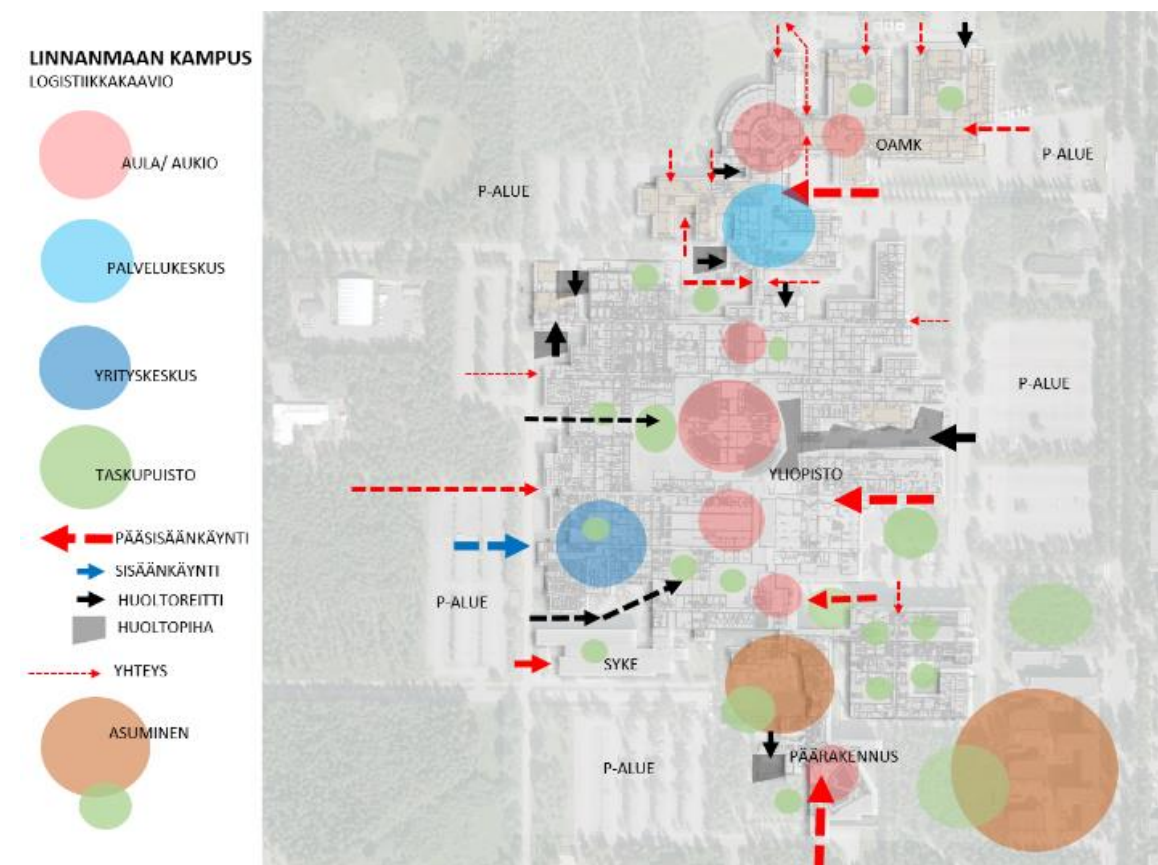 LINNANMAAN KAMPUS
LOGISTIIKKAKAAVIO
AULA/ AUKIO
PALVELUKESKUS
YRITYSKESKUS
TASKUPUISTO
PÄÄSISÄÄNKÄYNTI
SISÄÄNKÄYNTI
HUOLTOREITTI
HUOLTOPIHA
YHTEYS
ASUMINEN
OAMK
P-ALUE
P-ALUE
P-ALUE
YLIOPISTO
P-ALUE
SYKE
PÄÄRAKENNUS
P-ALUE